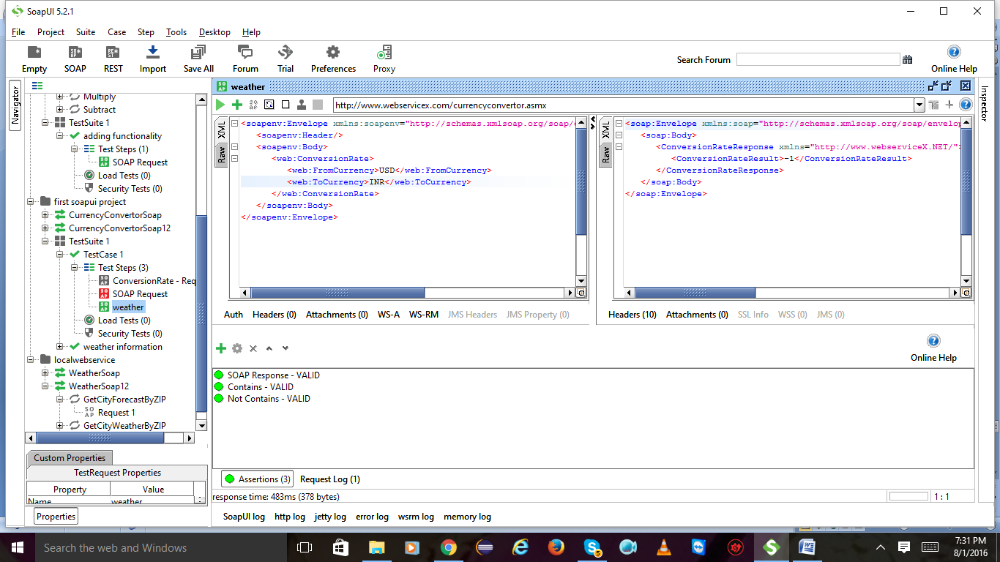 SoapUI 5.2.1
File Project Suite Case Step Tools Desktop Help
Empty SOAP REST Import Save All Forum Trial Preferences Proxy Search Forum Online Help
Navigator
Multiply
Subtract
TestSuite 1
adding functionality
Test Steps (1)
SOAP Request
Load Tests (0)
Security Tests (0)
first soapui project
CurrencyConvertorSoap
CurrencyConvertorSoap12
TestSuite 1
TestCase 1
Test Steps (3)
ConversionRate - Req
SOAP Request
weather
Load Tests (0)
Security Tests (0)
weather information
localwebservice
WeatherSoap
WeatherSoap12
GetCityForecastByZIP
Request 1
GetCityWeatherByZIP
Custom Properties
TestRequest Properties
Property Value
Name weather
Properties
weather
http://www.webservicex.com/currencyconvertor.asmx
XML
Raw
<soapenv:Envelope xmlns:soapenv="http://schemas.xmlsoap.org/soap/
<soapenv:Header/>
<soapenv:Body>
<web:ConversionRate>
<web:FromCurrency>USD</web:FromCurrency>
<web:ToCurrency>INR</web:ToCurrency>
</web:ConversionRate>
</soapenv:Body>
</soapenv:Envelope>
Auth Headers (0) Attachments (0) WS-A WS-RM JMS Headers JMS Property (0)
XML
Raw
<soap:Envelope xmlns:soap="http://schemas.xmlsoap.org/soap/envelop
<soap:Body>
<ConversionRateResponse xmlns="http://www.webserviceX.NET/">
<ConversionRateResult>-1</ConversionRateResult>
</ConversionRateResponse>
</soap:Body>
</soap:Envelope>
Headers (10) Attachments (0) SSL Info WSS (0) JMS (0)
Inspector
Online Help
SOAP Response - VALID
Contains - VALID
Not Contains - VALID
Assertions (3) Request Log (1)
response time: 483ms (378 bytes) 1 : 1
SoapUI log http log jetty log error log wsrm log memory log
Search the web and Windows
5
7:31 PM
8/1/2016